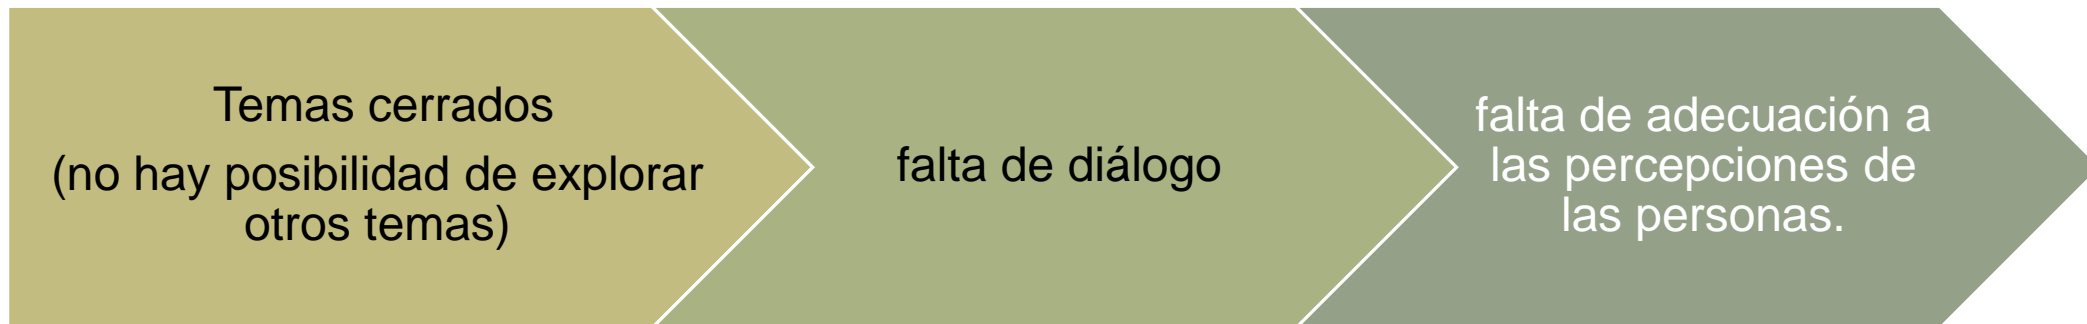 Temas cerrados
(no hay posibilidad de explorar
otros temas)
falta de diálogo
falta de adecuación a
las percepciones de
las personas.